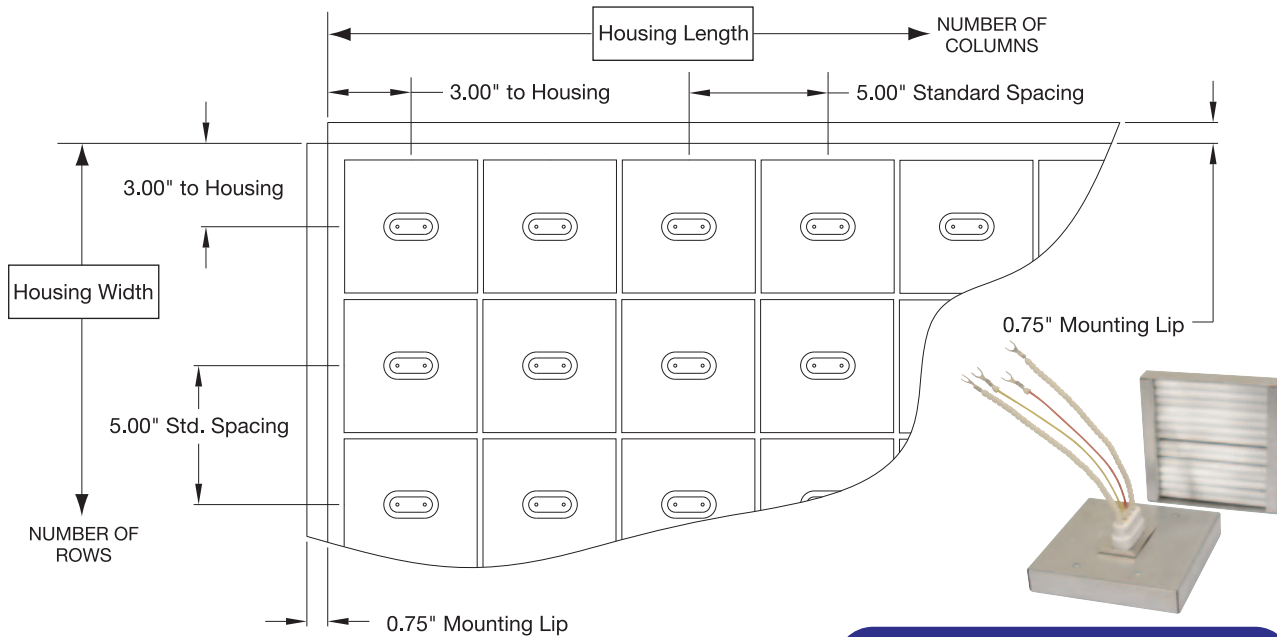 Housing Length
NUMBER OF
COLUMNS
3.00" to Housing
5.00" Standard Spacing
3.00" to Housing
Housing Width
0.75" Mounting Lip
5.00" Std. Spacing
NUMBER OF
ROWS
0.75" Mounting Lip